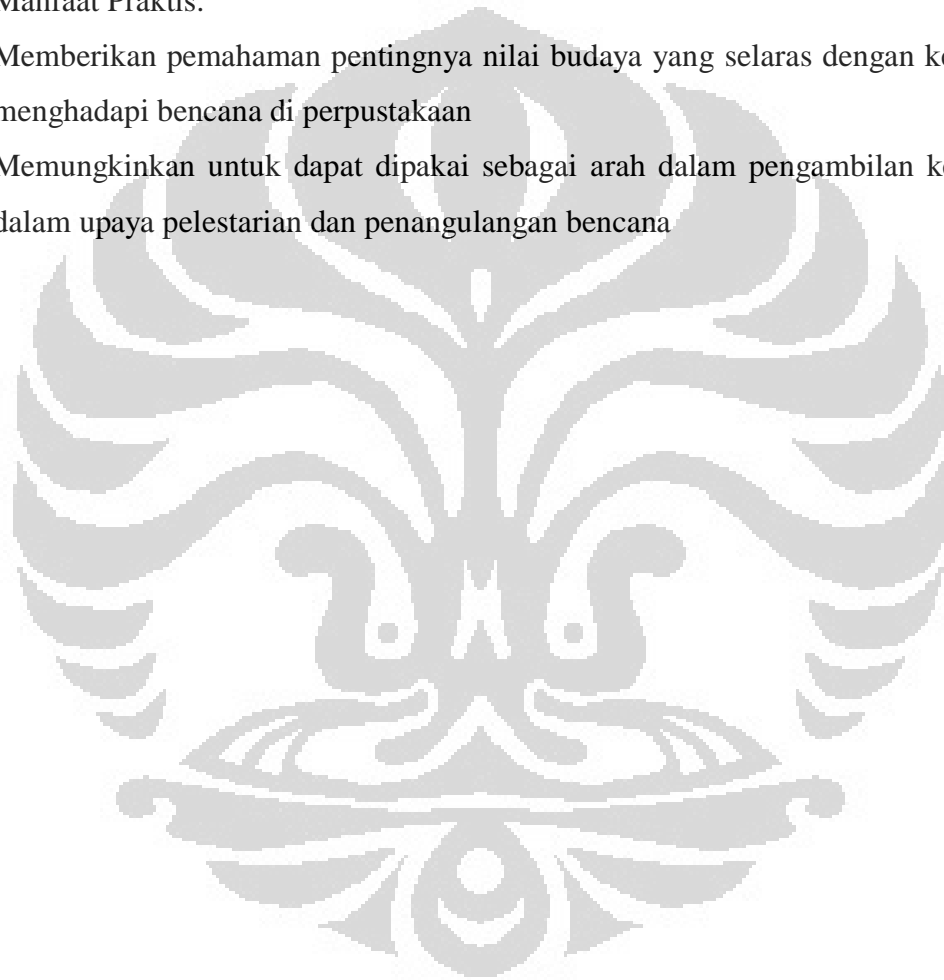 Manfaat Praktis:
Memberikan pemahaman pentingnya nilai budaya yang selaras dengan
menghadapi bencana di perpustakaan
Memungkinkan untuk dapat dipakai sebagai arah dalam pengambilan
dalam upaya pelestarian dan penangulangan bencana